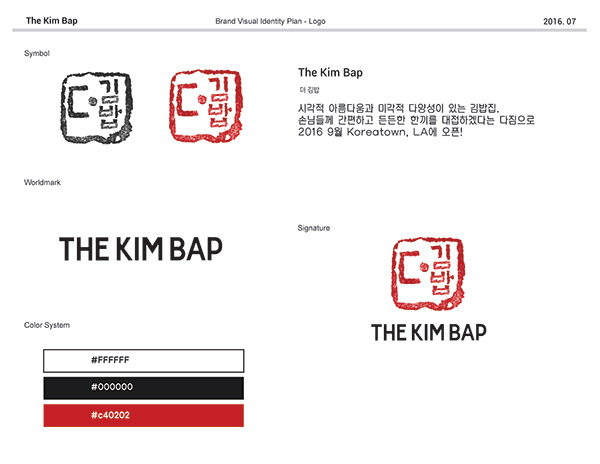 The Kim Bap
Brand Visual Identity Plan - Logo
2016. 07
Symbol
더 김밥
더 김밥
The Kim Bap
더 김밥
시각적 아름다움과 미각적 다양성이 있는 김밥집.
손님들께 간편하고 든든한 한끼를 대접하겠다는 다짐으로
2016 9월 Koreatown, LA에 오픈!
Worldmark
THE KIM BAP
Signature
더 김밥
THE KIM BAP
Color System
#FFFFFF
#000000
#c40202